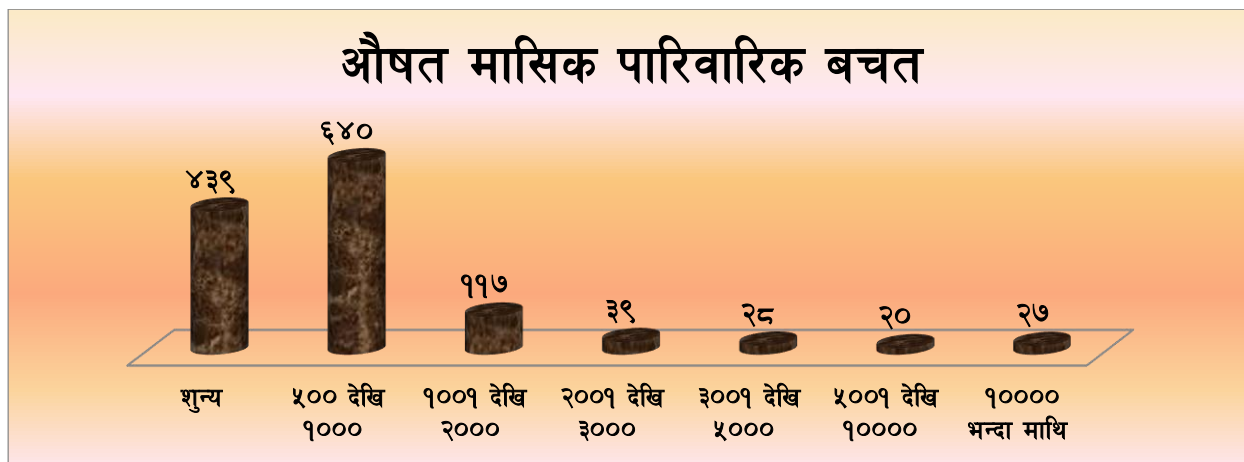 औषत मासिक पारिवारिक बचत
६४०
४३९
११७
३९
२८
२०
२७
शुन्य
५०० देखि
१०००
१००१ देखि
२०००
२००१ देखि
३०००
३००१ देखि
५०००
५००१ देखि
१००००
१००००
भन्दा माथि